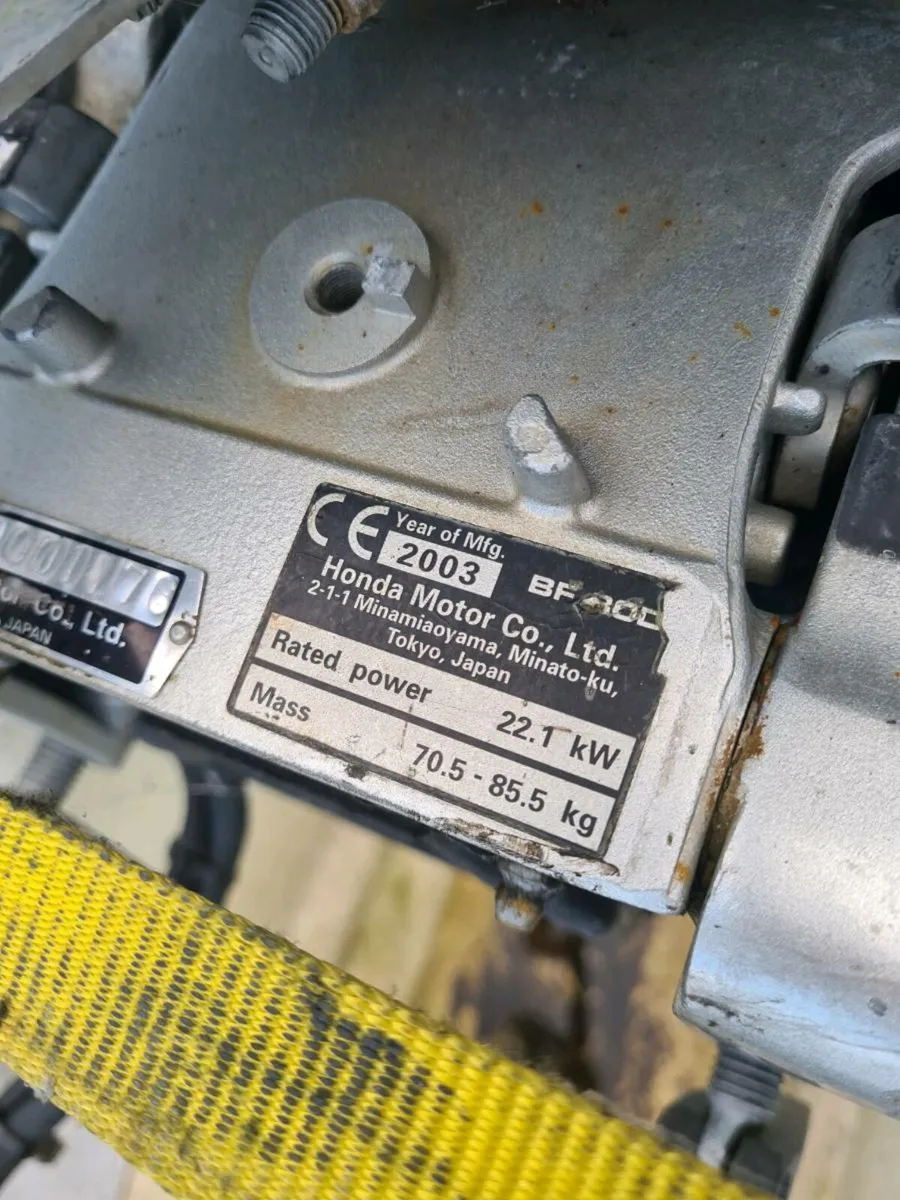 CE Year of Mfg.
2003 BF 30D
Honda Motor Co., Ltd.
2-1-1 Minamiaoyama, Minato-ku,
Tokyo, Japan
Rated power 22.1 kW
Mass 70.5 - 85.5 kg
Co., Ltd.
JAPAN